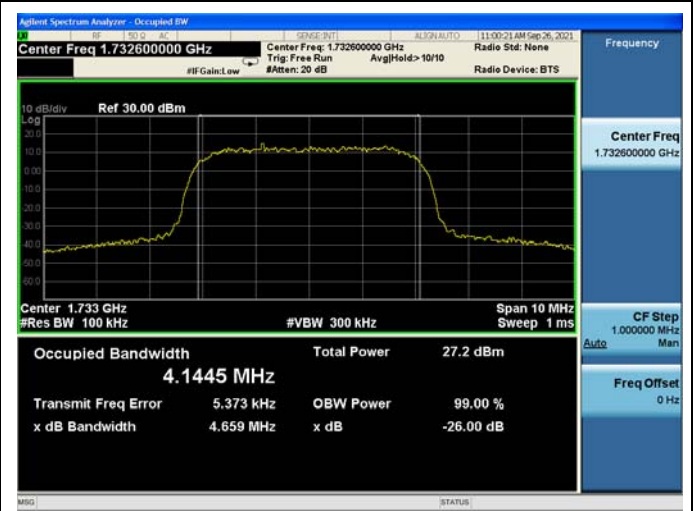 Agilent Spectrum Analyzer - Occupied BW
RF 50 Ω AC SENSE:INT ALIGN AUTO 11:00:21 AM Sep 26, 2021
Center Freq 1.732600000 GHz
Center Freq: 1.732600000 GHz
Radio Std: None
Trig: Free Run Avg|Hold:>10/10
#IFGain:Low
#Atten: 20 dB
Radio Device: BTS
Frequency
10 dB/div Ref 30.00 dBm
Log
20.0
10.0
0.00
-10.0
-20.0
-30.0
-40.0
-50.0
-60.0
Center 1.733 GHz Span 10 MHz
#Res BW 100 kHz #VBW 300 kHz Sweep 1 ms
Occupied Bandwidth Total Power 27.2 dBm
4.1445 MHz
Transmit Freq Error 5.373 kHz OBW Power 99.00 %
x dB Bandwidth 4.659 MHz x dB -26.00 dB
Center Freq
1.732600000 GHz
CF Step
1.000000 MHz
Auto Man
Freq Offset
0 Hz
MSG STATUS